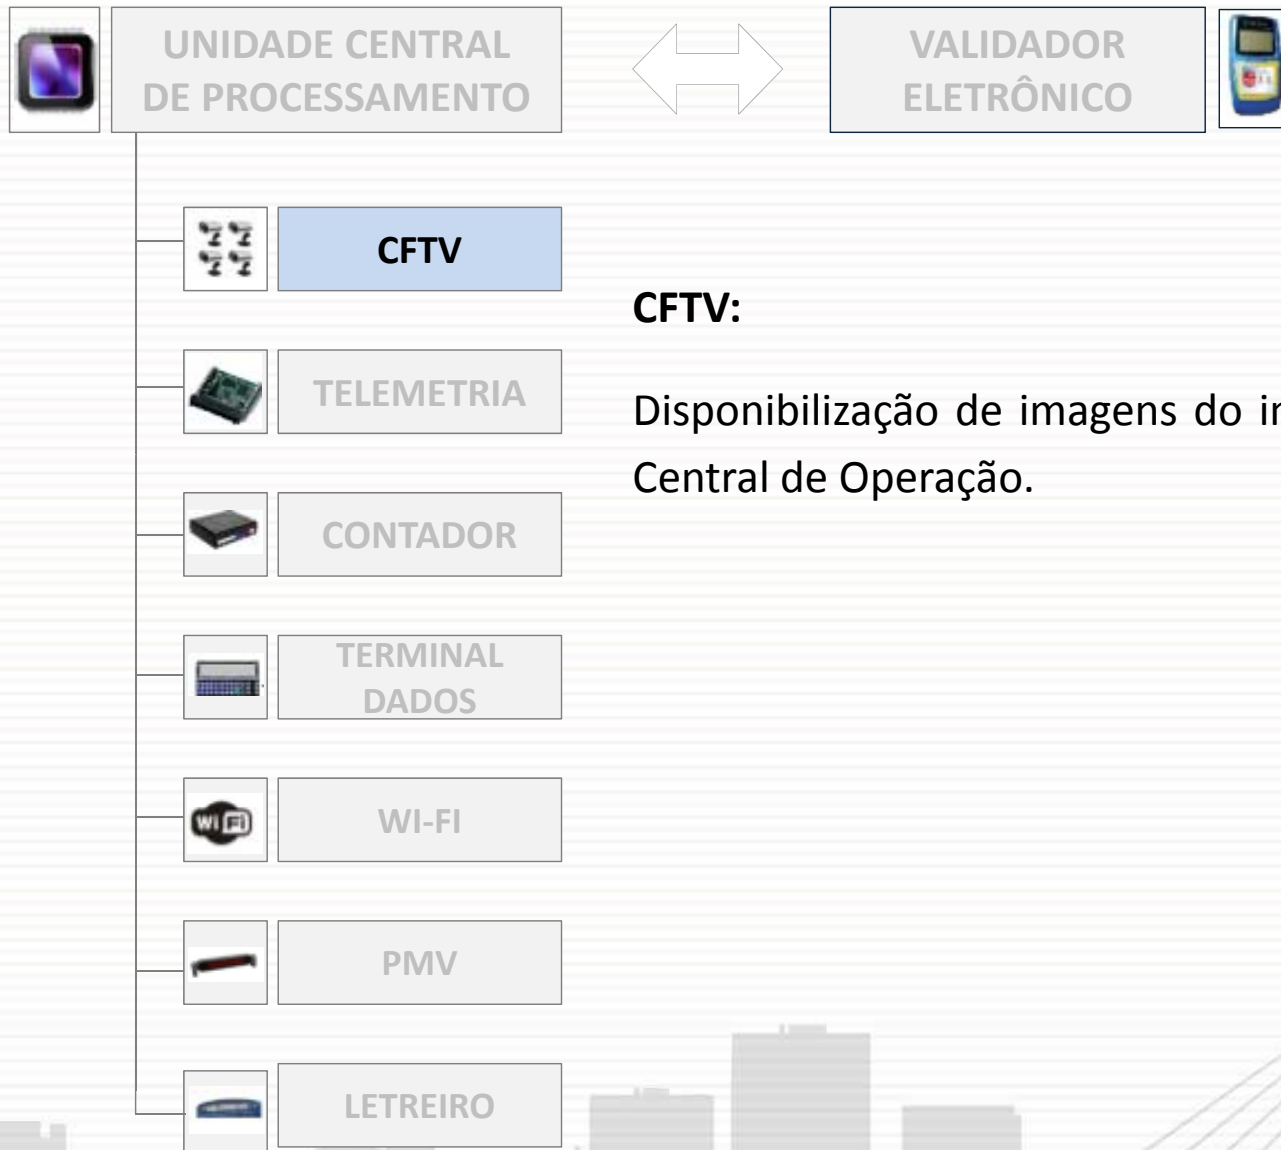 UNIDADE CENTRAL
DE PROCESSAMENTO
VALIDADOR
ELETRÔNICO
CFTV
CFTV:
TELEMETRIA
Disponibilização de imagens do
Central de Operação.
CONTADOR
TERMINAL
DADOS
WiFi
WI-FI
PMV
LETREIRO